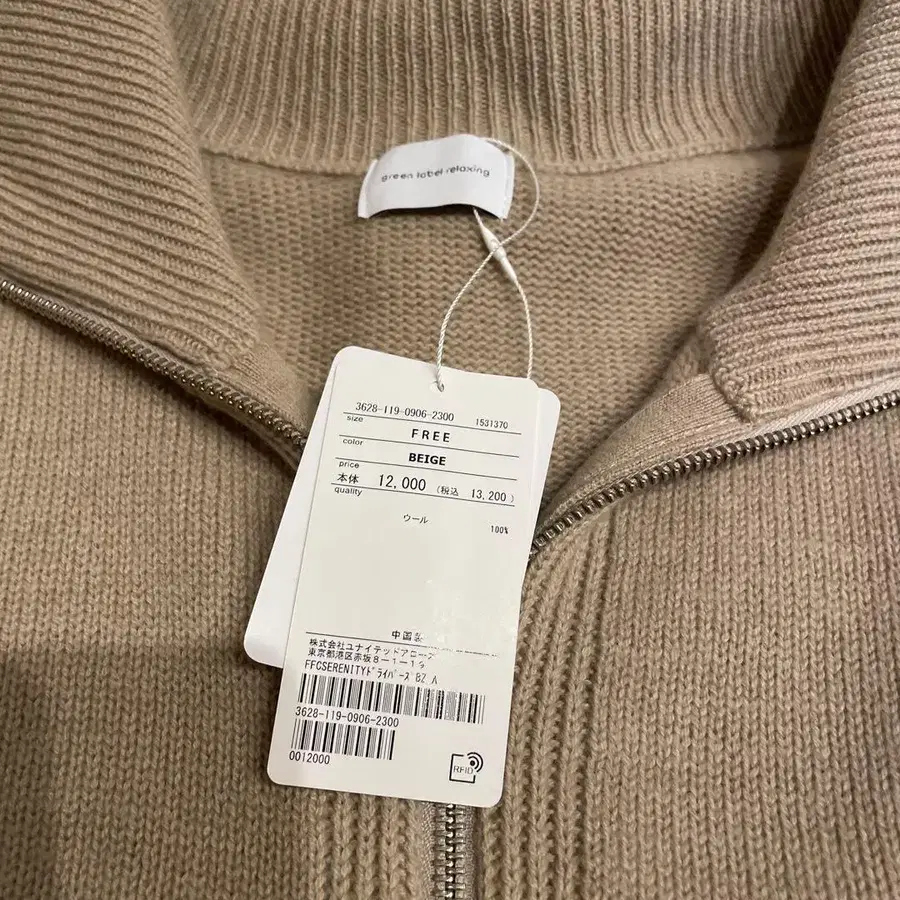 green label relaxing
3628-119-0906-2300 1531370
size
FREE
color
BEIGE
price
本体 12,000 (税込 13,200)
quality
ウール 100%
中国製
株式会社ユナイテッドアローズ
東京都港区赤坂8-1-19
FFCSERENITYドライバーズ BZ A
3628-119-0906-2300
0012000
RFID